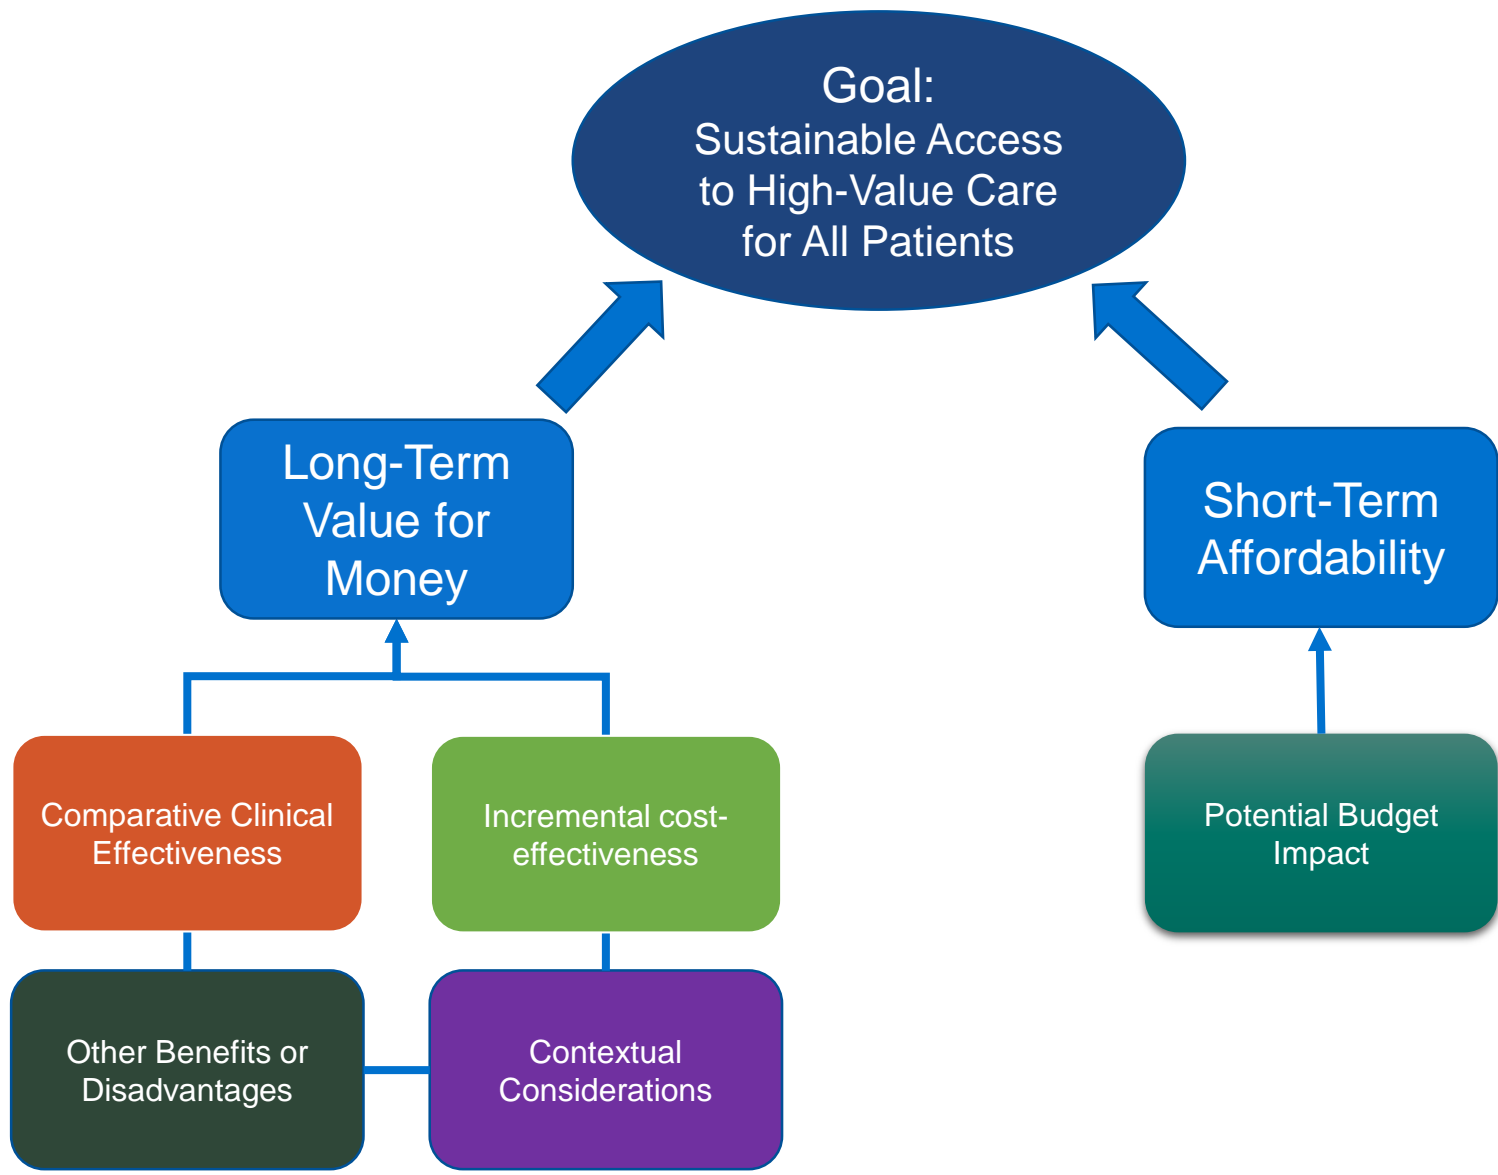 Goal:
Sustainable Access
to High-Value Care
for All Patients
Long-Term
Value for
Money
Short-Term
Affordability
Comparative Clinical
Effectiveness
Incremental cost-
effectiveness
Potential Budget
Impact
Other Benefits or
Disadvantages
Contextual
Considerations